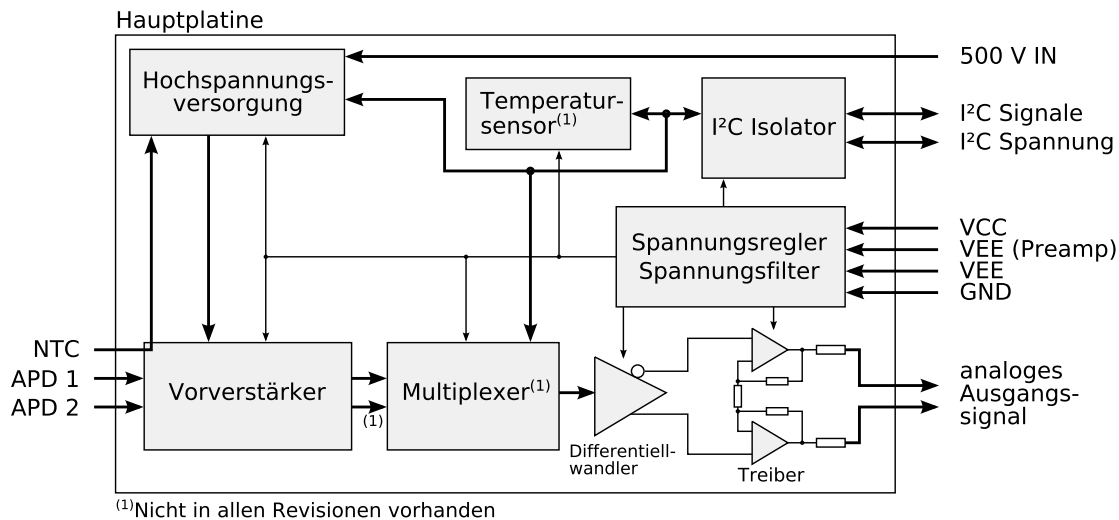 Hauptplatine
Hochspannungs-
versorgung
Temperatur-
sensor⁽¹⁾
I²C Isolator
500 V IN
I²C Signale
I²C Spannung
Spannungsregler
Spannungsfilter
VCC
VEE (Preamp)
VEE
GND
NTC
APD 1
APD 2
Vorverstärker
(1)
Multiplexer⁽¹⁾
Differentiell-
wandler
Treiber
analoges
Ausgangs-
signal
⁽¹⁾Nicht in allen Revisionen vorhanden